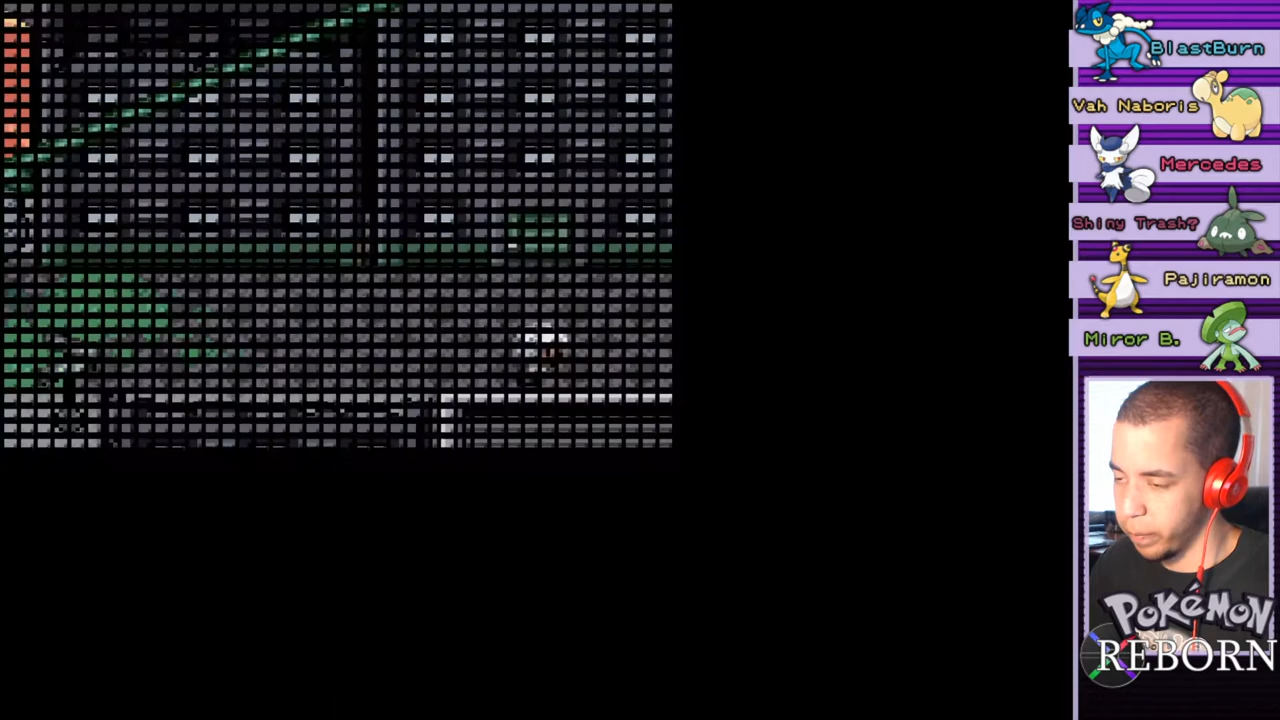 BlastBurn
Vah Naboris
Mercedes
Shiny Trash?
Pajiramon
Miror B.
POKéMON
REBORN